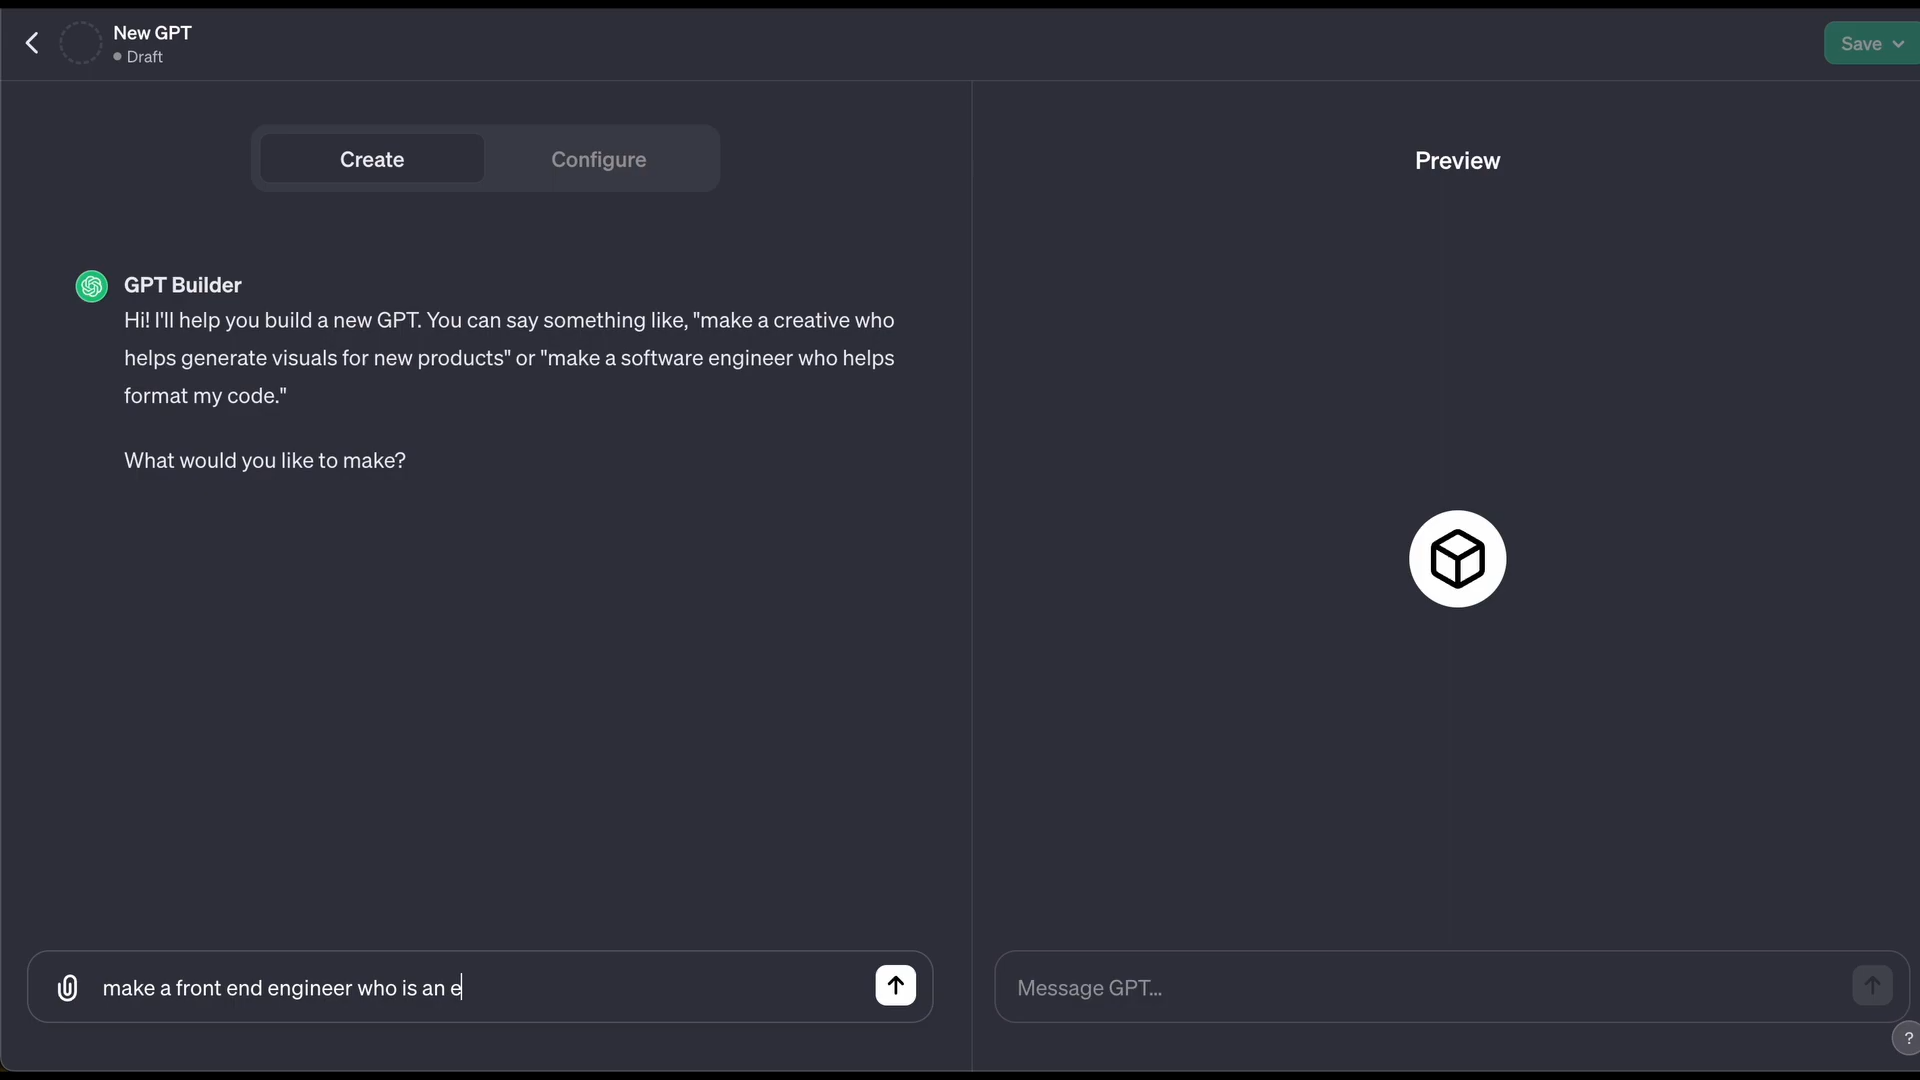 New GPT
Draft
Save
Create
Configure
Preview
GPT Builder
Hi! I'll help you build a new GPT. You can say something like, "make a creative who
helps generate visuals for new products" or "make a software engineer who helps
format my code."
What would you like to make?
make a front end engineer who is an e
Message GPT...
?